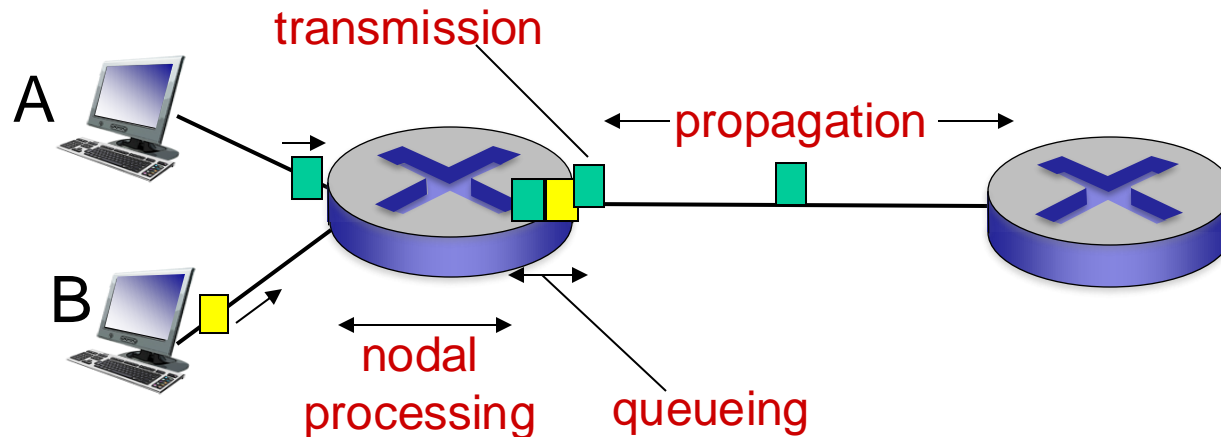 transmission
A
propagation
B
nodal
processing
queueing